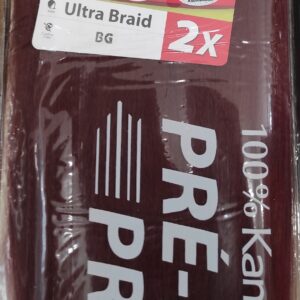 Ultra Braid
2X
BG
100% Kan
PRÉ-
PR